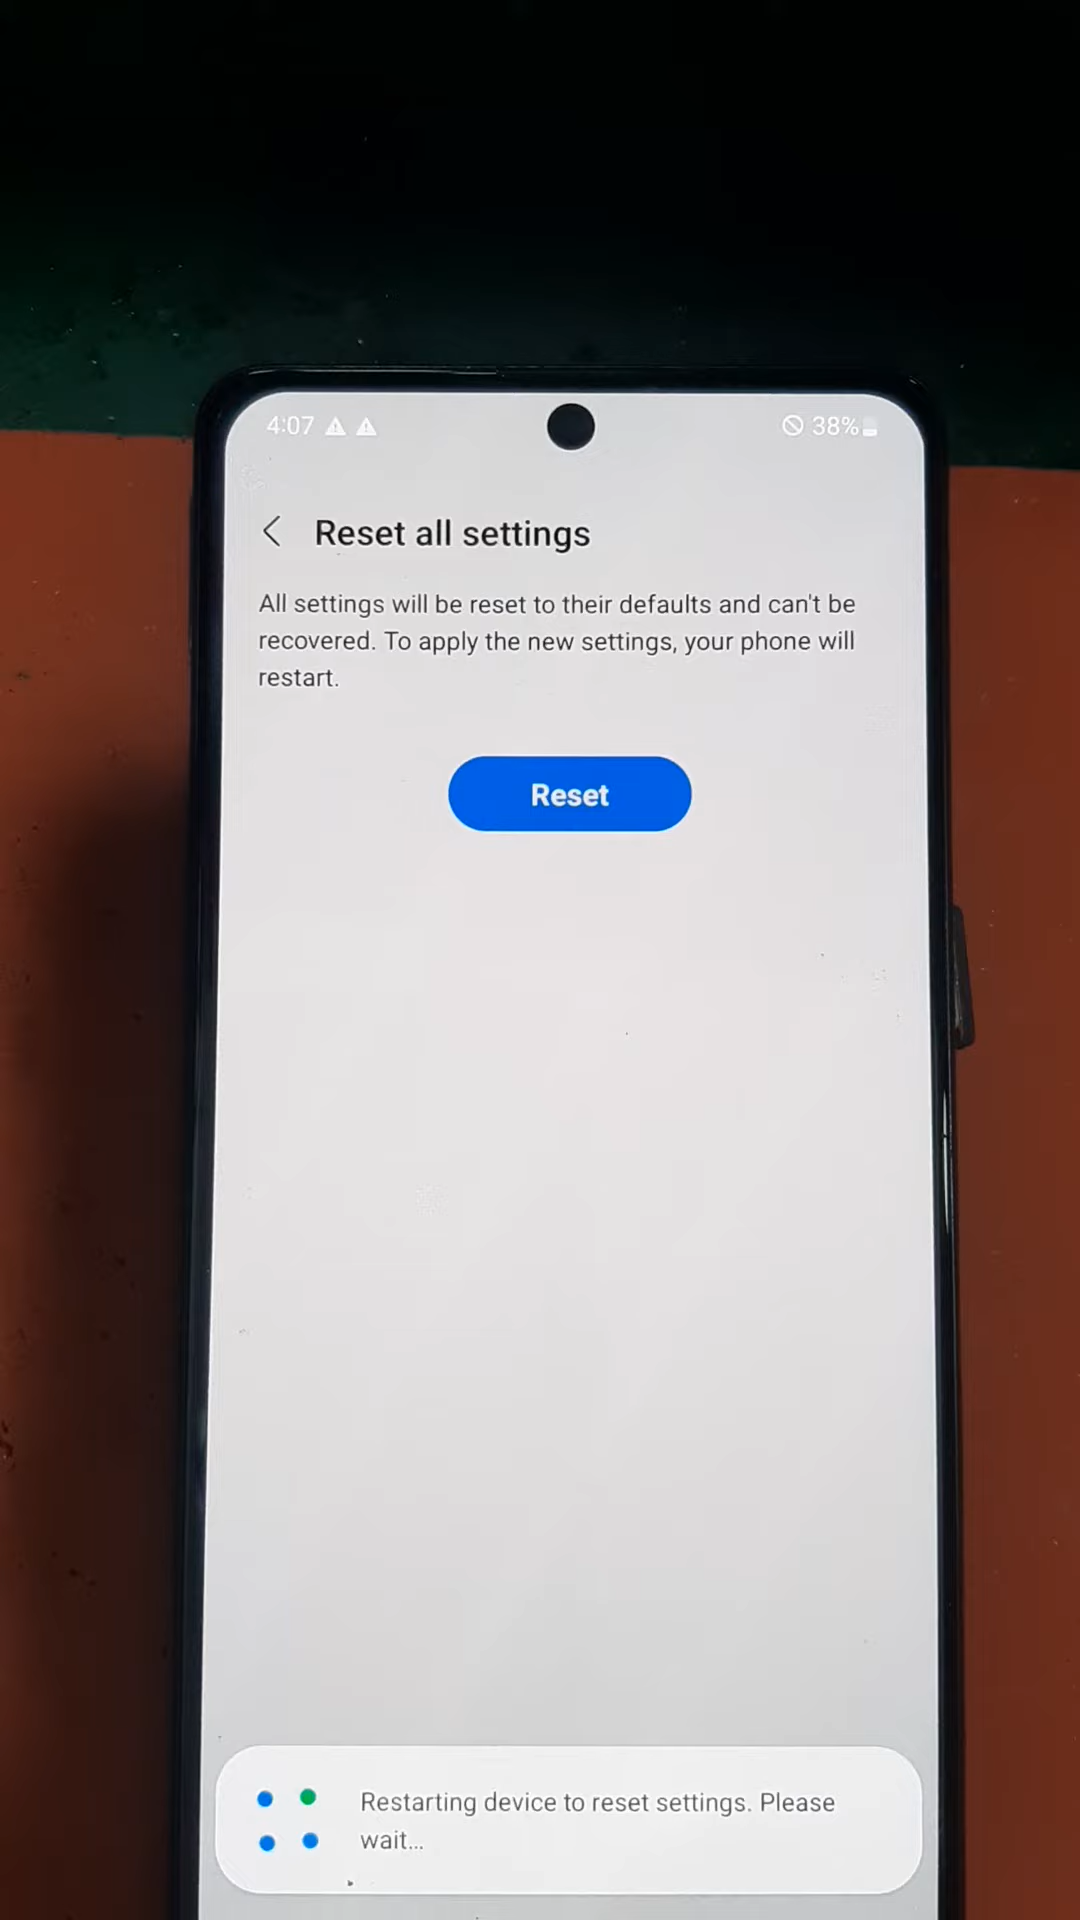 4:07 38%
Reset all settings
All settings will be reset to their defaults and can't be
recovered. To apply the new settings, your phone will
restart.
Reset
Restarting device to reset settings. Please
wait...